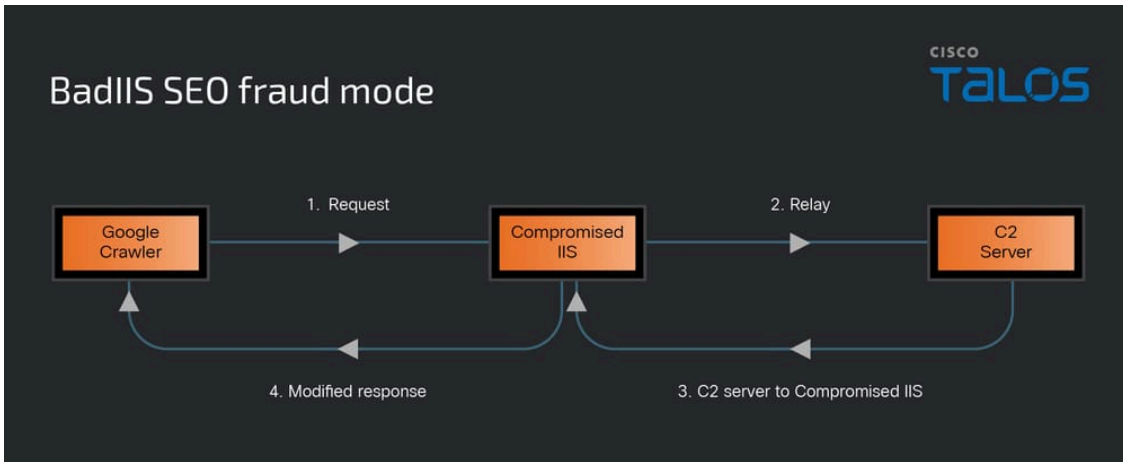 CISCO
TALOS
BadIIS SEO fraud mode
1. Request
2. Relay
Google
Crawler
Compromised
IIS
C2
Server
4. Modified response
3. C2 server to Compromised IIS